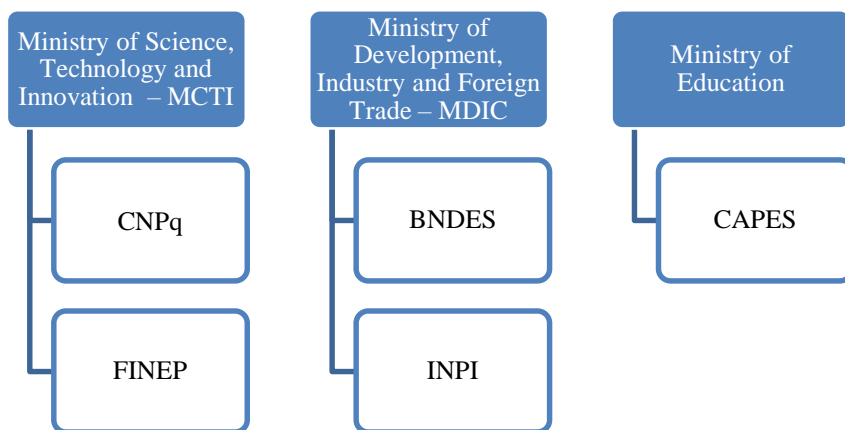 Ministry of Science,
Technology and
Innovation – MCTI
CNPq
FINEP
Ministry of
Development,
Industry and Foreign
Trade – MDIC
BNDES
INPI
Ministry of
Education
CAPES